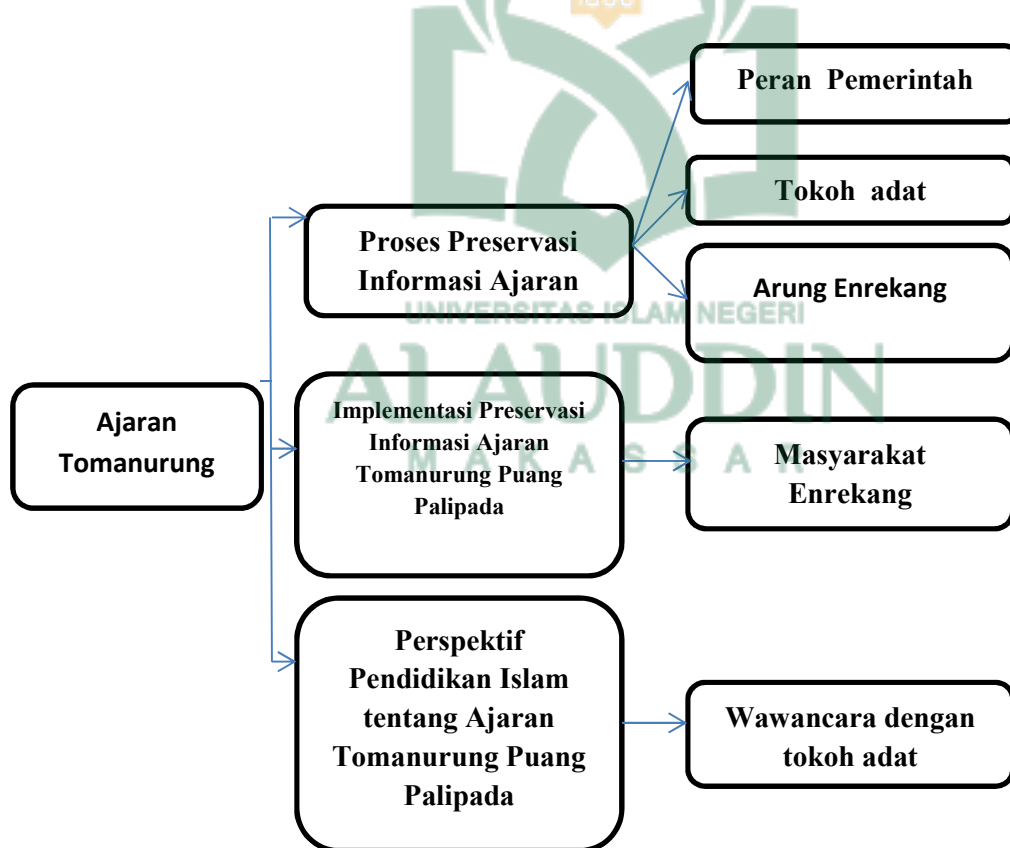 Peran Pemerintah
Tokoh adat
Proses Preservasi
Informasi Ajaran
Arung Enrekang
UNIVERSITAS ISLAM NEGERI
ALAUDDIN
MAKASSAR
Ajaran
Tomanurung
Implementasi Preservasi
Informasi Ajaran
Tomanurung Puang
Palipada
Masyarakat
Enrekang
Perspektif
Pendidikan Islam
tentang Ajaran
Tomanurung Puang
Palipada
Wawancara dengan
tokoh adat